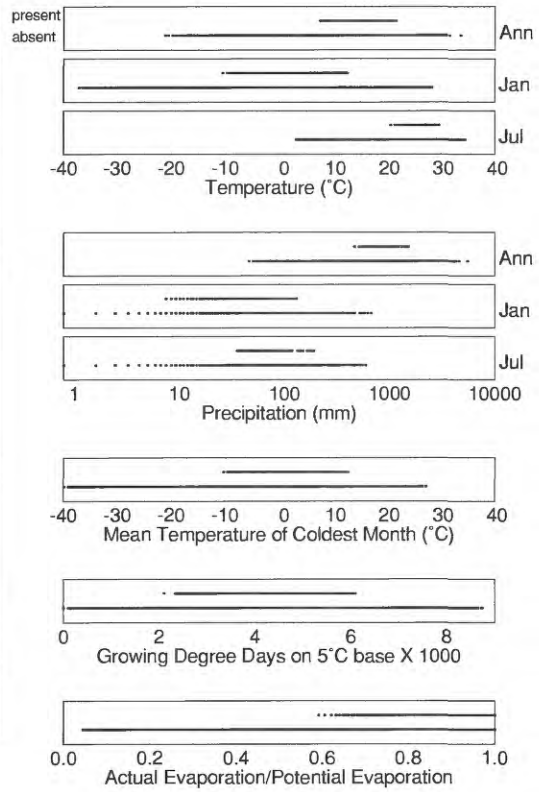 present
absent
Ann
Jan
Jul
-40 -30 -20 -10 0 10 20 30 40
Temperature (˚C)
Ann
Jan
Jul
1 10 100 1000 10000
Precipitation (mm)
-40 -30 -20 -10 0 10 20 30 40
Mean Temperature of Coldest Month (˚C)
0 2 4 6 8
Growing Degree Days on 5˚C base X 1000
0.0 0.2 0.4 0.6 0.8 1.0
Actual Evaporation/Potential Evaporation